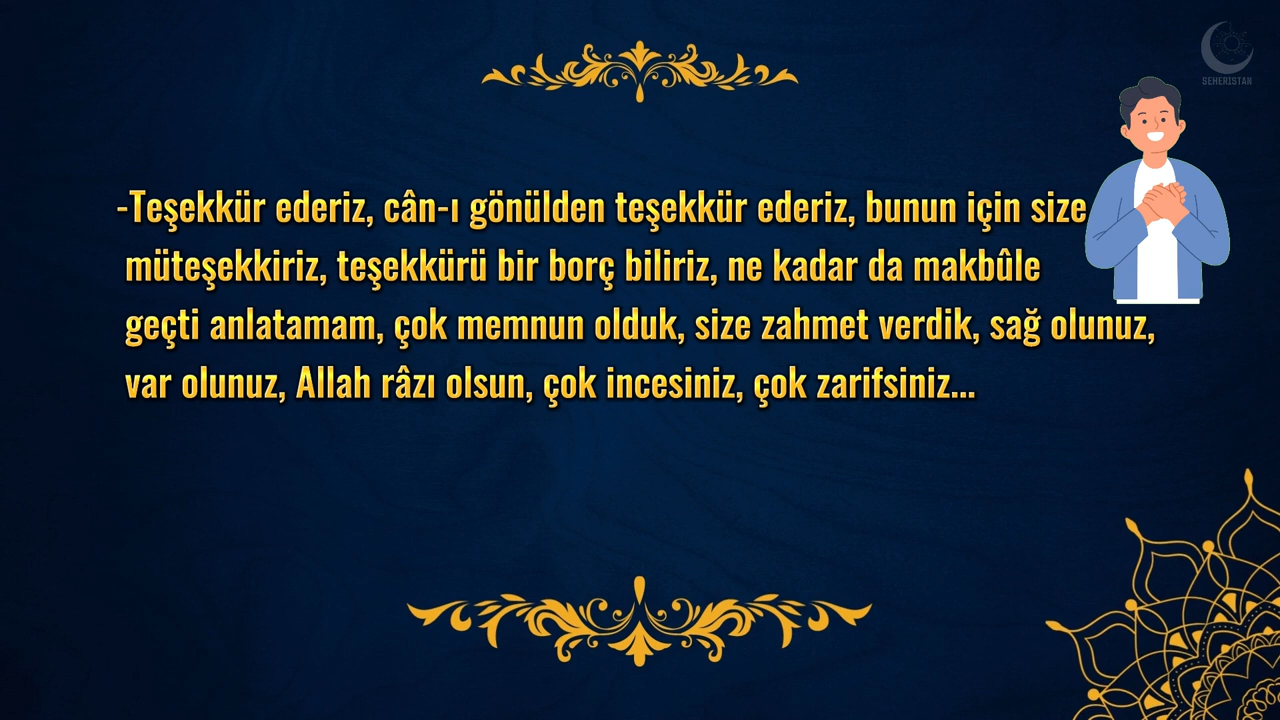 SEHERISTAN
-Teşekkür ederiz, cân-ı gönülden teşekkür ederiz, bunun için size
müteşekkiriz, teşekkürü bir borç biliriz, ne kadar da makbûle
geçti anlatamam, çok memnun olduk, size zahmet verdik, sağ olunuz,
var olunuz, Allah râzı olsun, çok incesiniz, çok zarifsiniz...